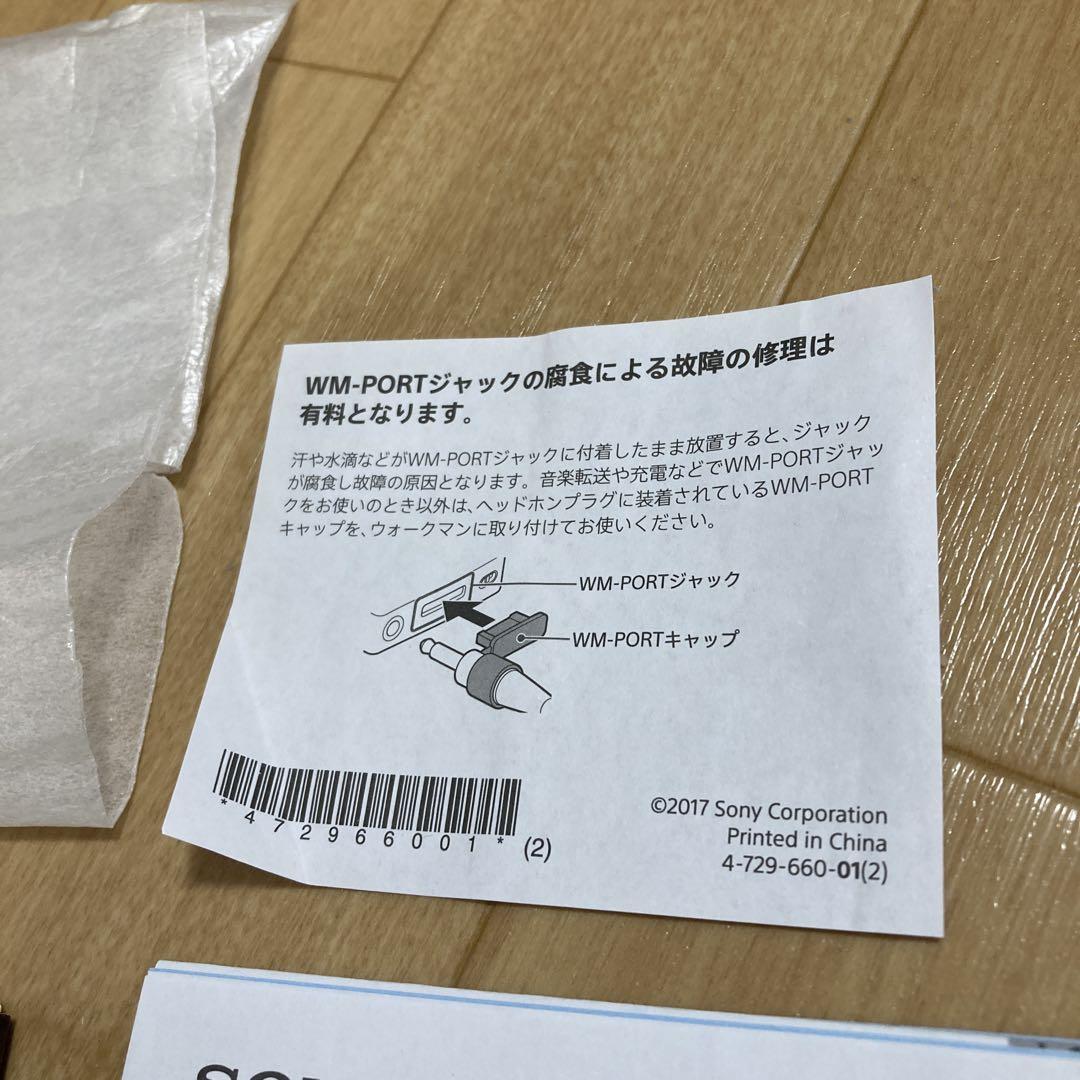 WM-PORTジャックの腐食による故障の修理は
有料となります。
汗や水滴などがWM-PORTジャックに付着したまま放置すると、ジャック
が腐食し故障の原因となります。音楽転送や充電などでWM-PORTジャッ
クをお使いのとき以外は、ヘッドホンプラグに装着されているWM-PORT
キャップを、ウォークマンに取り付けてお使いください。
WM-PORTジャック
WM-PORTキャップ
*472966001* (2)
©2017 Sony Corporation
Printed in China
4-729-660-01(2)